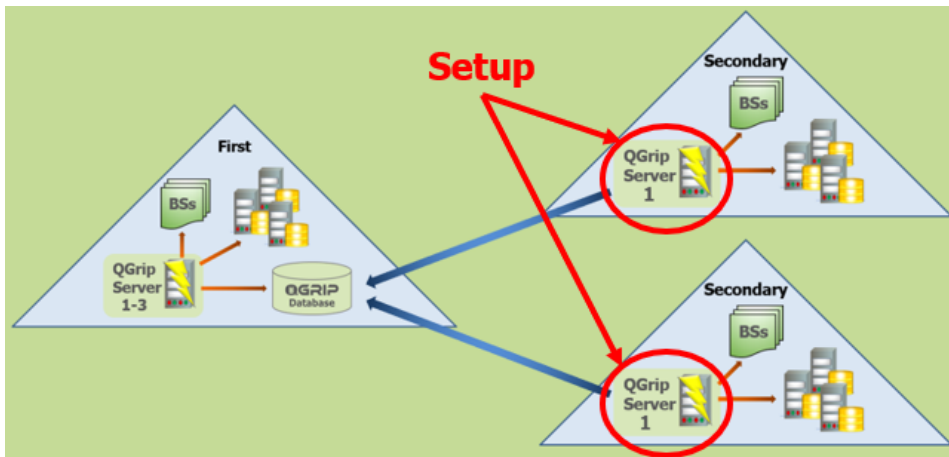 Setup
First
BSs
QGrip
Server
1-3
QGRIP
Database
Secondary
BSs
QGrip
Server
1
Secondary
BSs
QGrip
Server
1